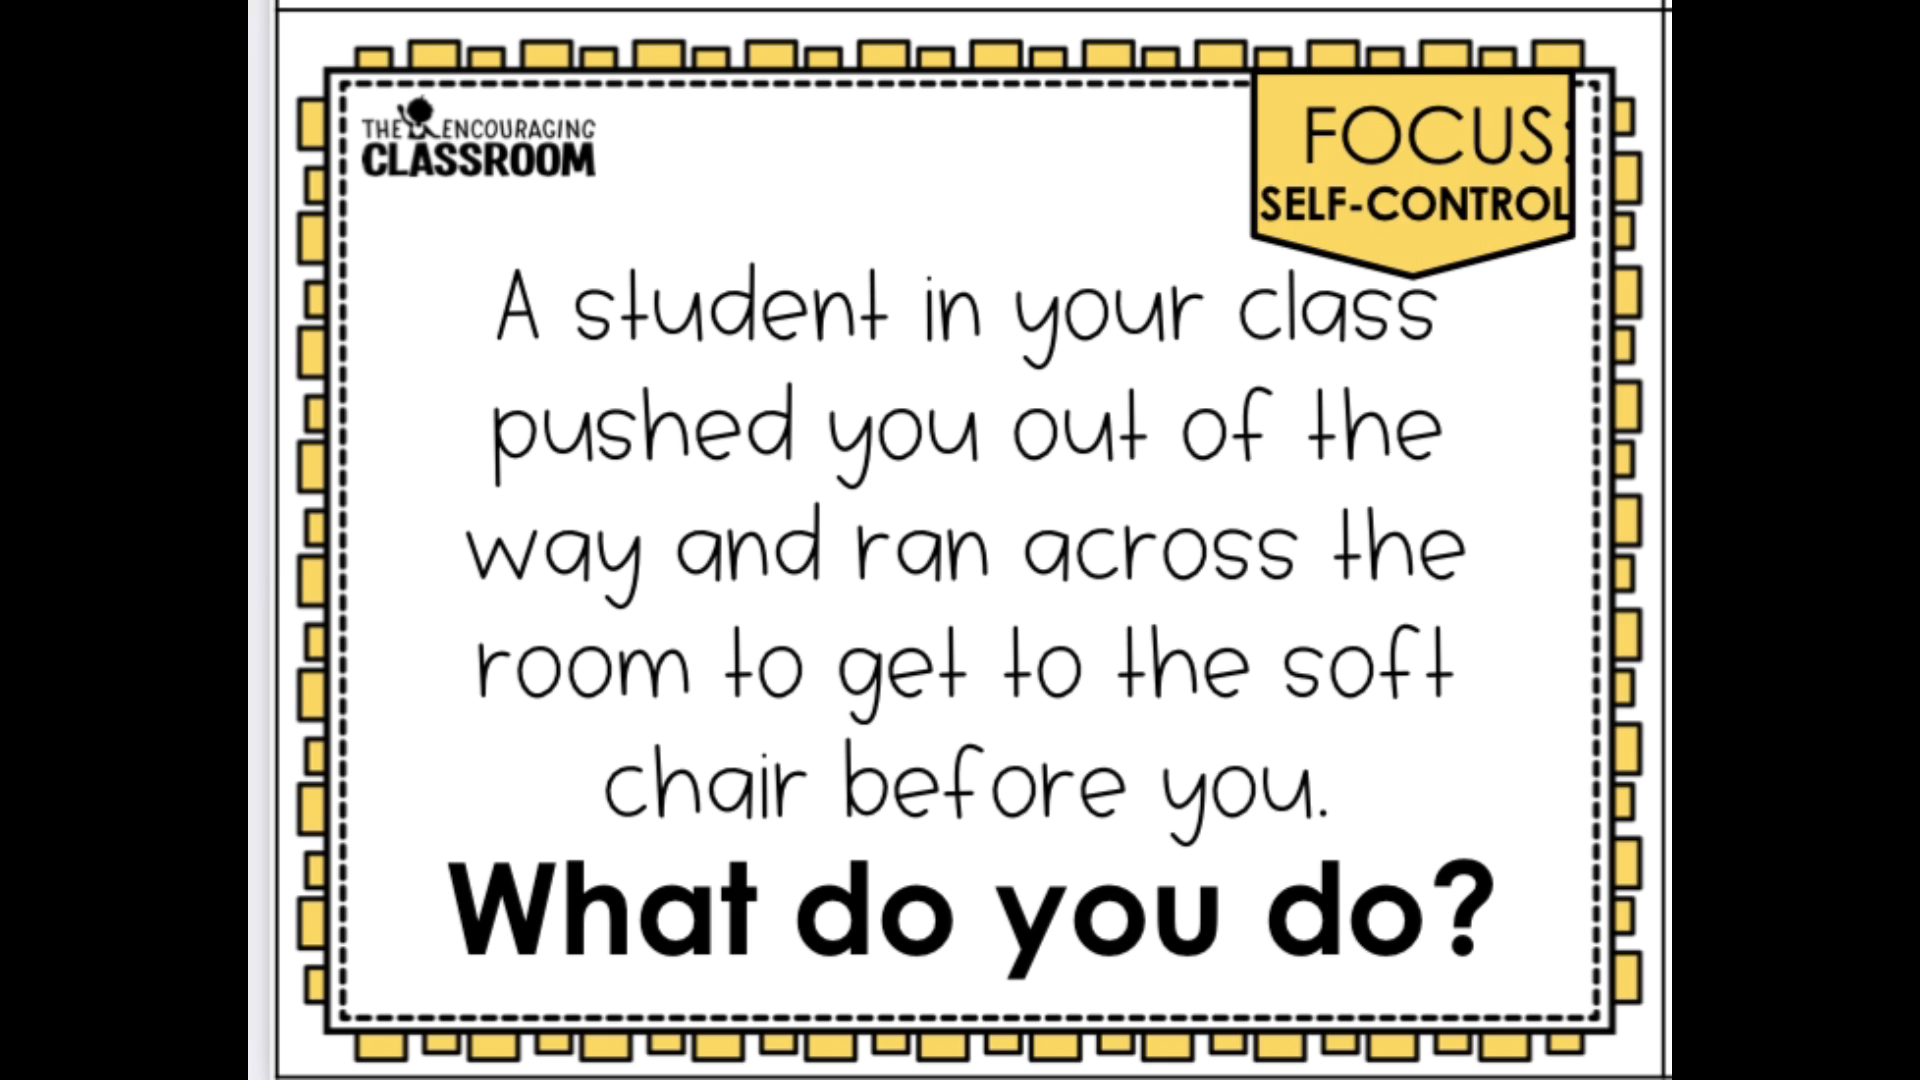 THE ENCOURAGING
CLASSROOM
FOCUS:
SELF-CONTROL
A student in your class
pushed you out of the
way and ran across the
room to get to the soft
chair before you.
What do you do?